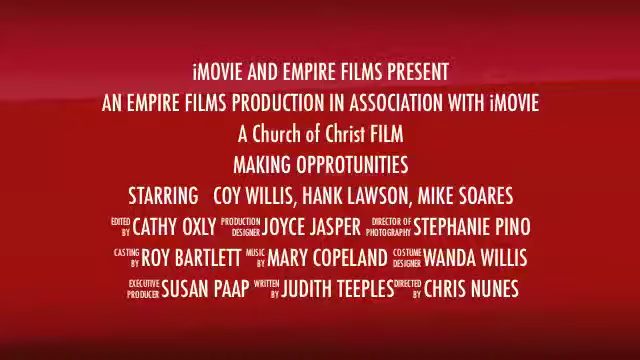 iMOVIE AND EMPIRE FILMS PRESENT
AN EMPIRE FILMS PRODUCTION IN ASSOCIATION WITH iMOVIE
A Church of Christ FILM
MAKING OPPROTUNITIES
STARRING COY WILLIS, HANK LAWSON, MIKE SOARES
EDITED BY CATHY OXLY PRODUCTION DESIGNER JOYCE JASPER DIRECTOR OF PHOTOGRAPHY STEPHANIE PINO
CASTING BY ROY BARTLETT MUSIC BY MARY COPELAND COSTUME DESIGNER WANDA WILLIS
EXECUTIVE PRODUCER SUSAN PAAP WRITTEN BY JUDITH TEEPLES DIRECTED BY CHRIS NUNES